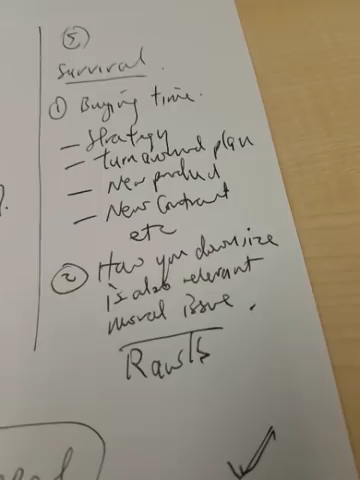 ⑤
Survival.
① Buying time.
– Strategy
– turnaround plan
– New product
– New Contract
etc
② How you downsize
is also relevant
moral issue.
Rawls